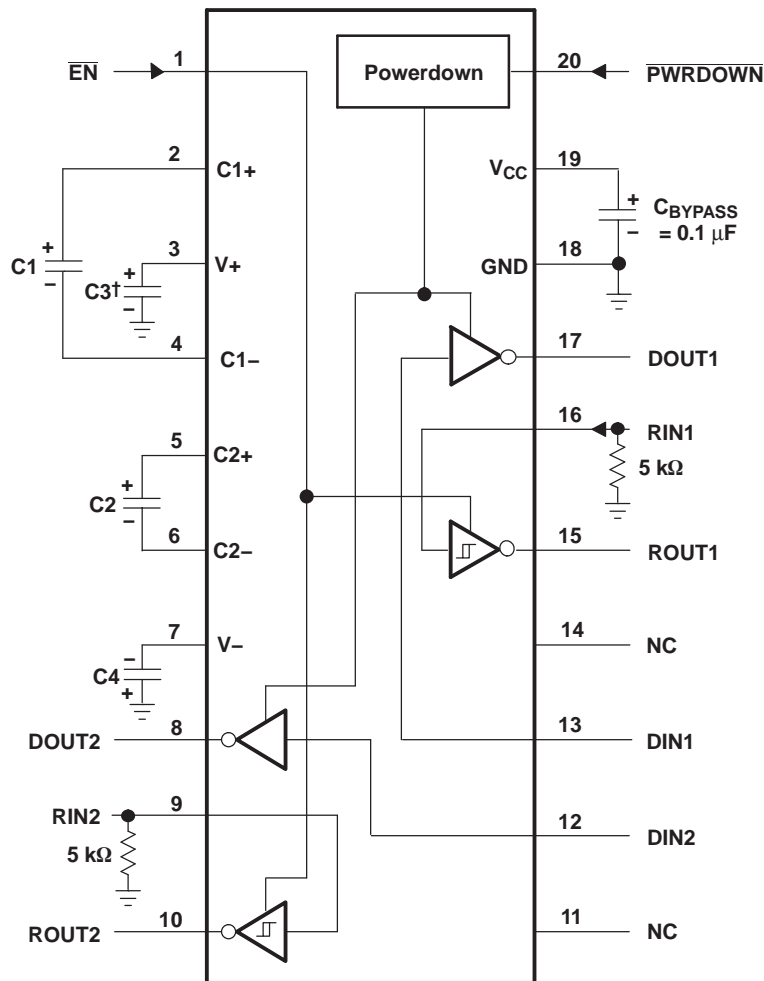 E̅N̅
1
Powerdown
20
P̅W̅R̅D̅O̅W̅N̅
2
C1+
VCC
19
+
–
CBYPASS
= 0.1 μF
C1
+
–
3
V+
C3†
+
–
GND
18
4
C1–
17
DOUT1
16
RIN1
5 kΩ
5
C2+
C2
+
–
6
C2–
15
ROUT1
7
V–
C4
–
+
14
NC
DOUT2
8
13
DIN1
RIN2
9
5 kΩ
12
DIN2
ROUT2
10
11
NC